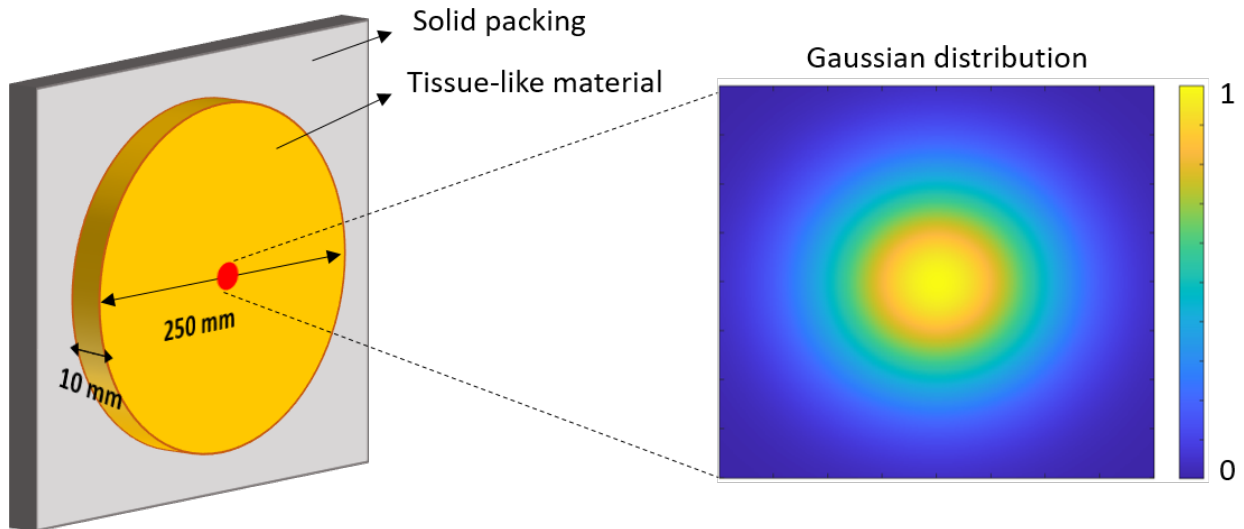 Solid packing
Tissue-like material
250 mm
10 mm
Gaussian distribution
1
0